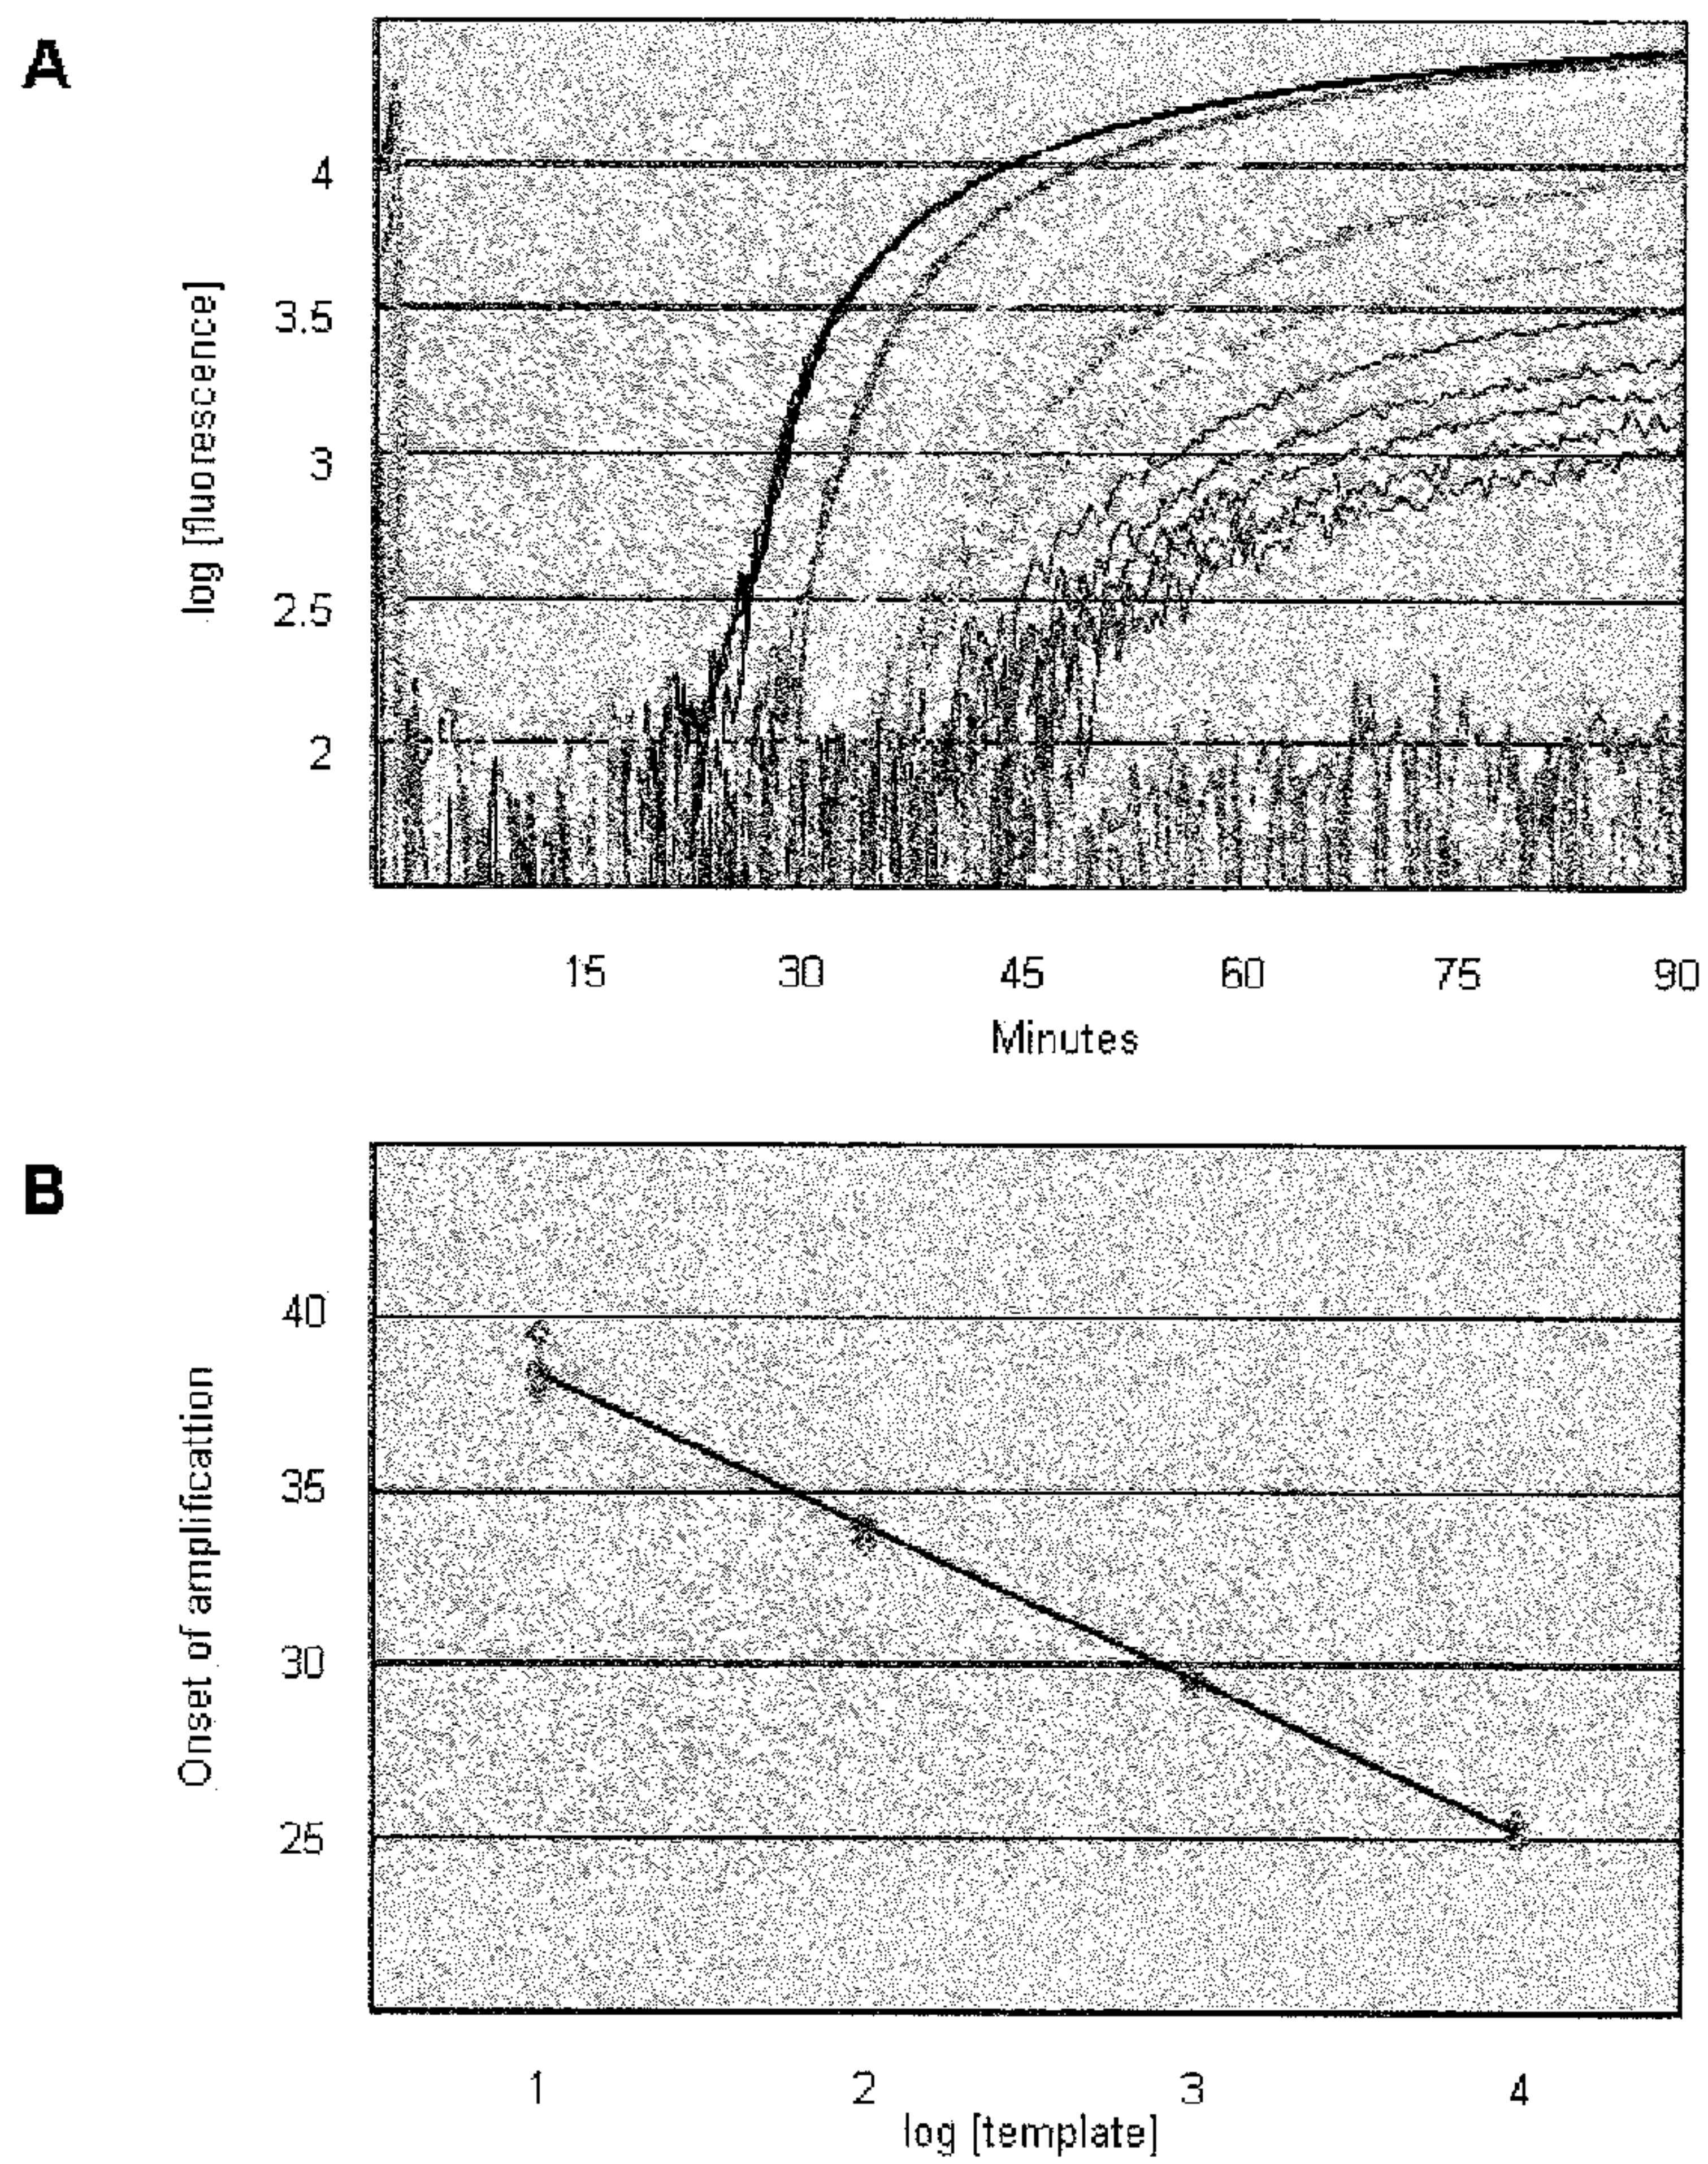 A
4
3.5
3
2.5
2
log [fluorescence]
15 30 45 60 75 90
Minutes
B
40
35
30
25
Onset of amplificattion
1 2 3 4
log [template]